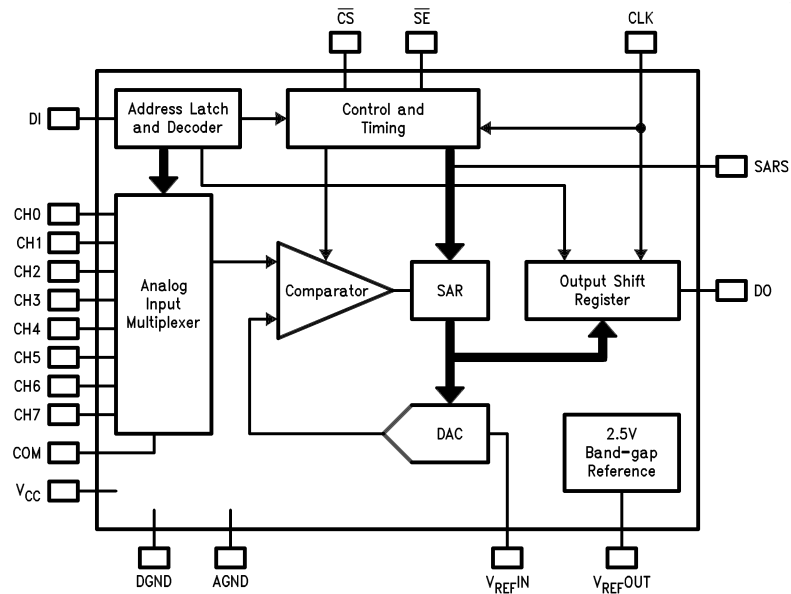 CS
SE
CLK
DI
Address Latch
and Decoder
Control and
Timing
SARS
CH0
CH1
CH2
CH3
CH4
CH5
CH6
CH7
COM
VCC
Analog
Input
Multiplexer
Comparator
SAR
Output Shift
Register
DO
DAC
2.5V
Band-gap
Reference
DGND
AGND
VREFIN
VREFOUT